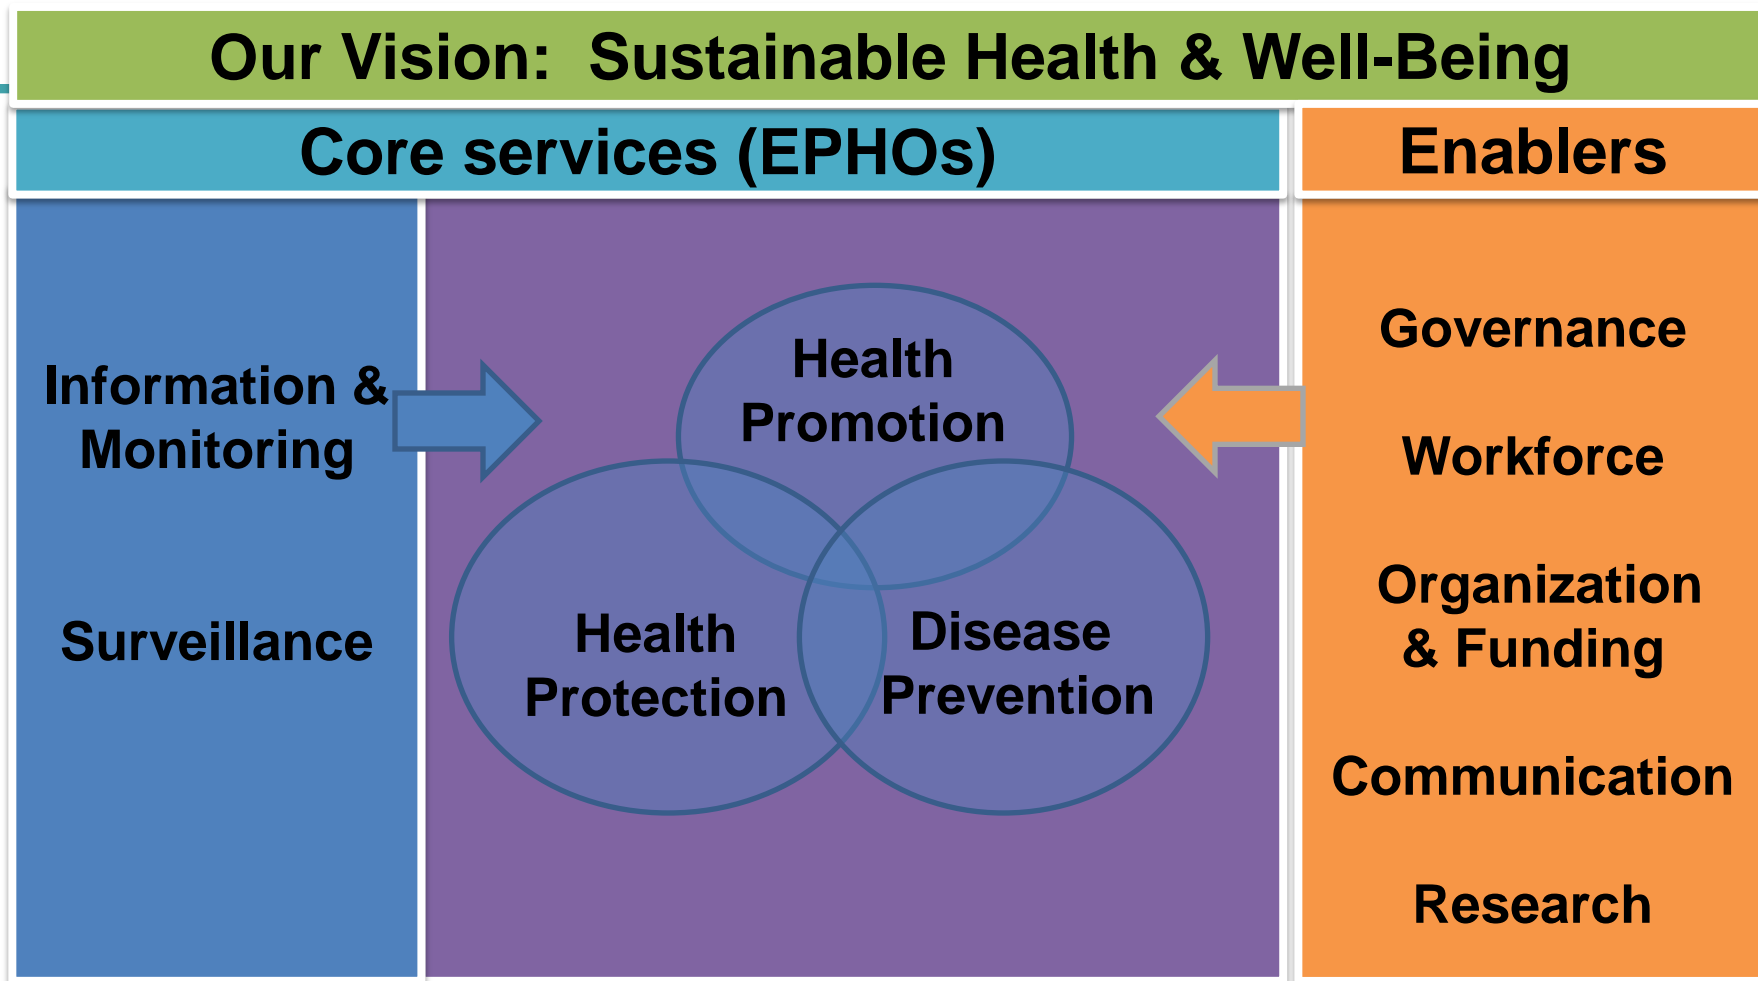 Our Vision: Sustainable Health & Well-Being
Core services (EPHOs)
Enablers
Information &
Monitoring
Surveillance
Health
Promotion
Health
Protection
Disease
Prevention
Governance
Workforce
Organization
& Funding
Communication
Research